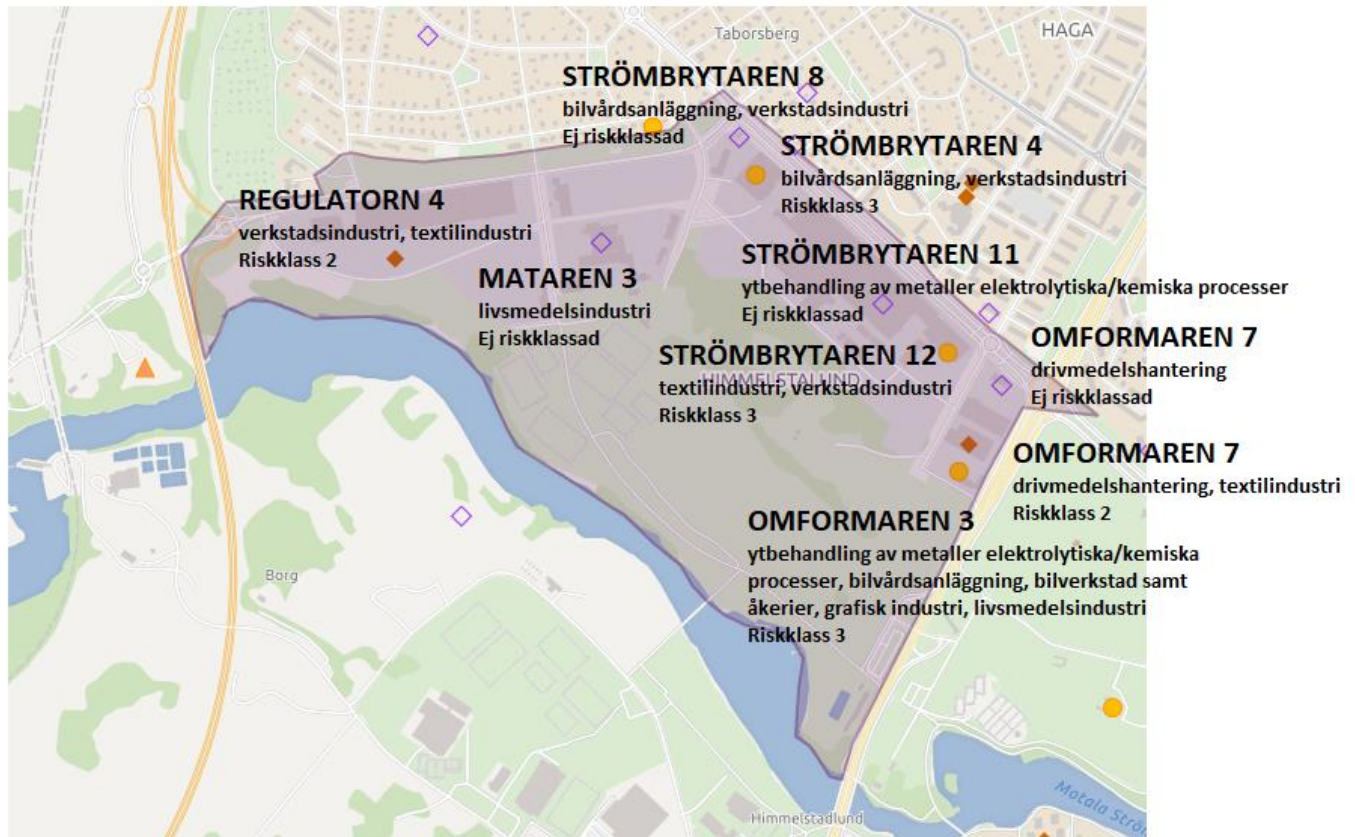 Taborsberg
HAGA
STRÖMBRYTAREN 8
bilvårdsanläggning, verkstadsindustri
Ej riskklassad
STRÖMBRYTAREN 4
bilvårdsanläggning, verkstadsindustri
Riskklass 3
REGULATORN 4
verkstadsindustri, textilindustri
Riskklass 2
MATAREN 3
livsmedelsindustri
Ej riskklassad
STRÖMBRYTAREN 11
ytbehandling av metaller elektrolytiska/kemiska processer
Ej riskklassad
STRÖMBRYTAREN 12
HIMMELSTALUND
textilindustri, verkstadsindustri
Riskklass 3
OMFORMAREN 7
drivmedelshantering
Ej riskklassad
OMFORMAREN 7
drivmedelshantering, textilindustri
Riskklass 2
OMFORMAREN 3
ytbehandling av metaller elektrolytiska/kemiska
processer, bilvårdsanläggning, bilverkstad samt
åkerier, grafisk industri, livsmedelsindustri
Riskklass 3
Borg
Himmelstadlund
Motala Strö